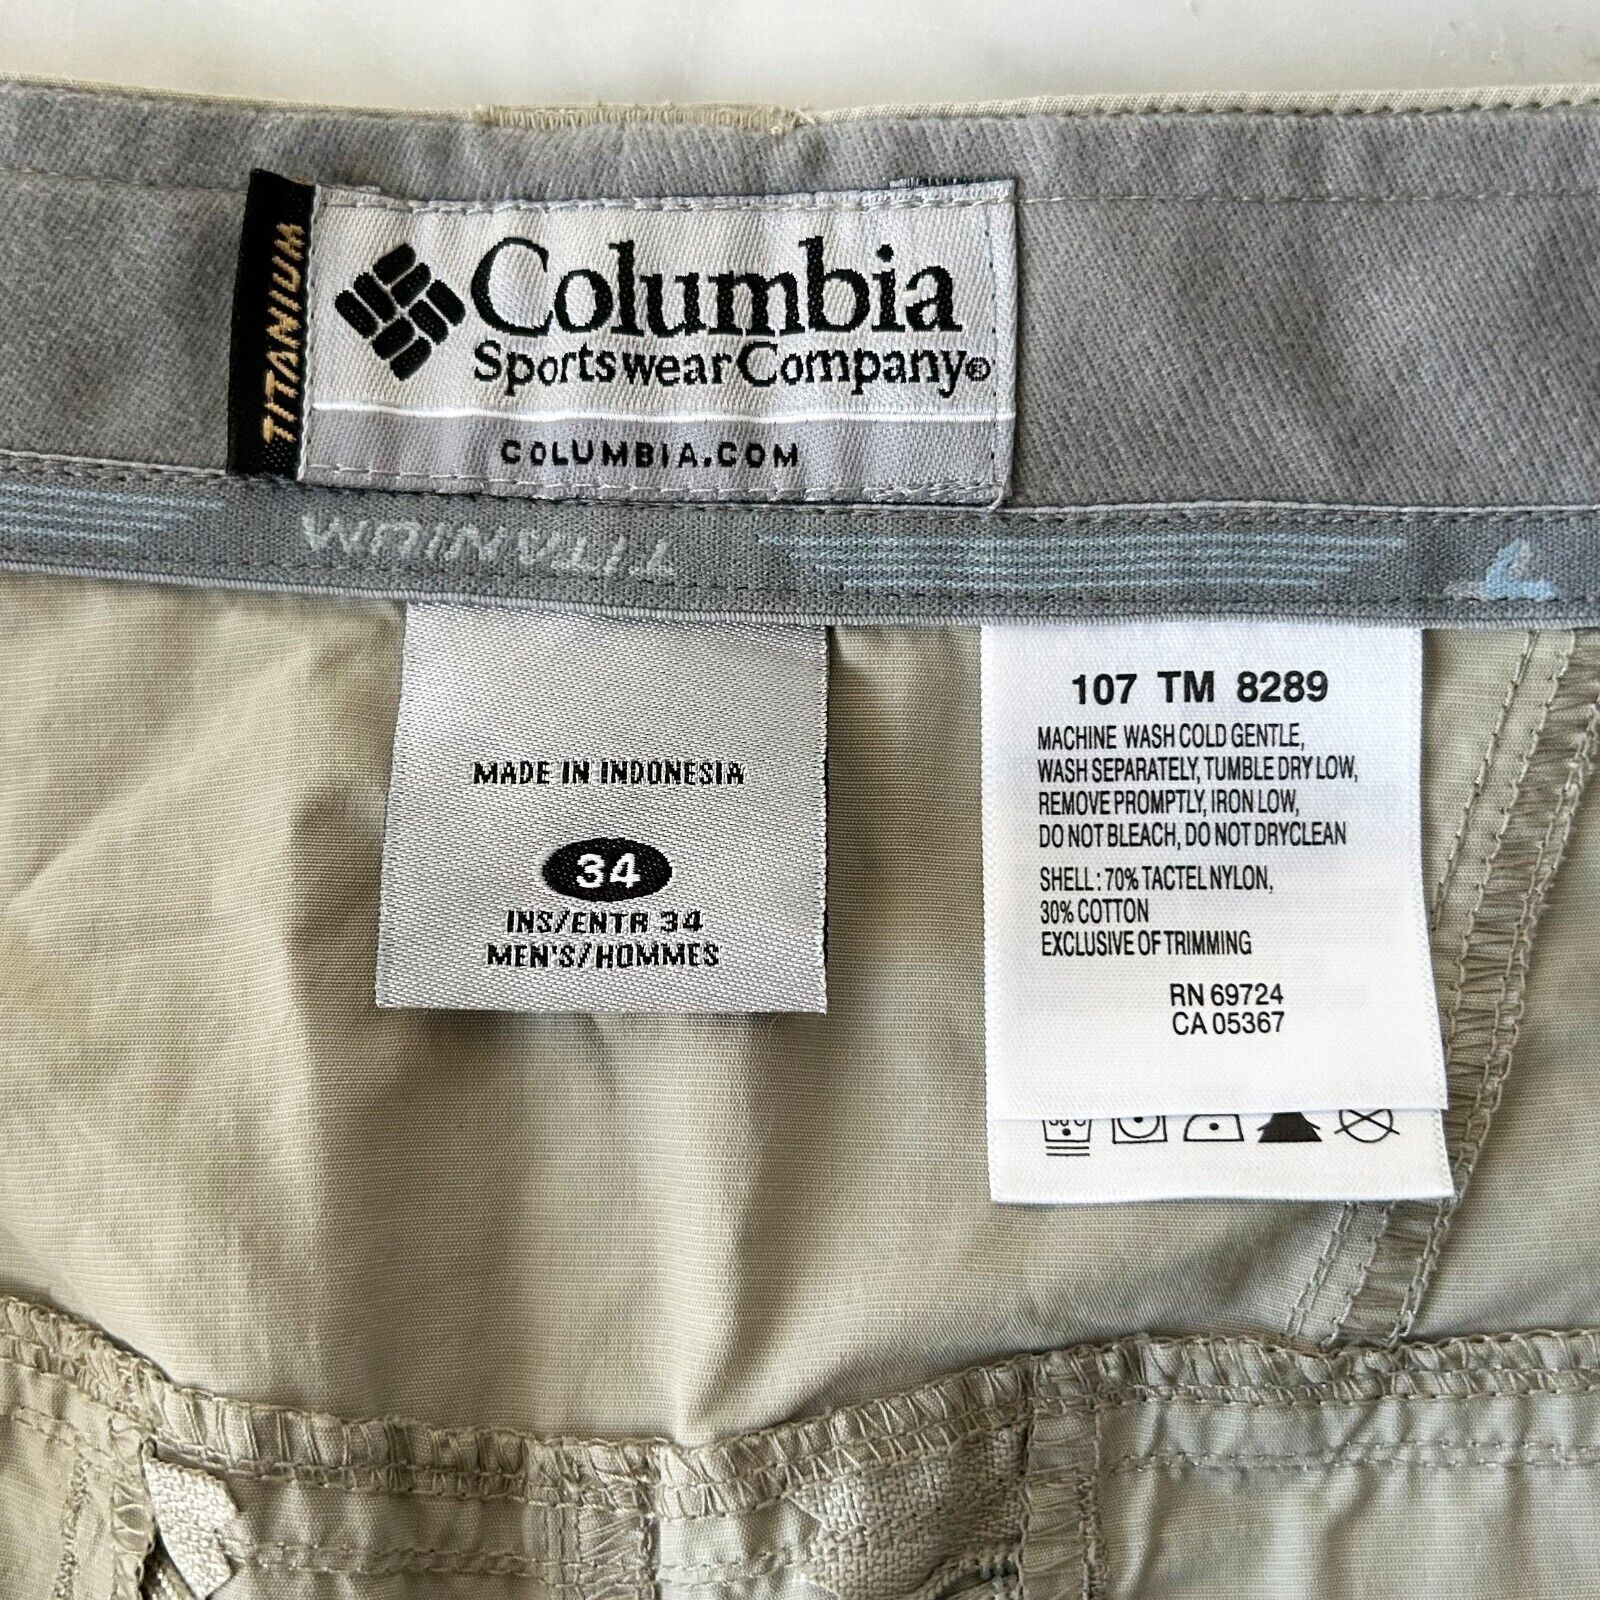 TITANIUM
Columbia
Sportswear Company®
COLUMBIA.COM
TITANIUM
MADE IN INDONESIA
34
INS/ENTR 34
MEN'S/HOMMES
107 TM 8289
MACHINE WASH COLD GENTLE,
WASH SEPARATELY, TUMBLE DRY LOW,
REMOVE PROMPTLY, IRON LOW,
DO NOT BLEACH, DO NOT DRYCLEAN
SHELL: 70% TACTEL NYLON,
30% COTTON
EXCLUSIVE OF TRIMMING
RN 69724
CA 05367
30°C